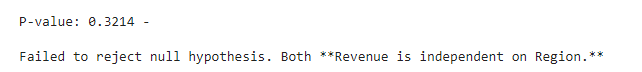 P-value: 0.3214 -
Failed to reject null hypothesis. Both **Revenue is independent on Region.**